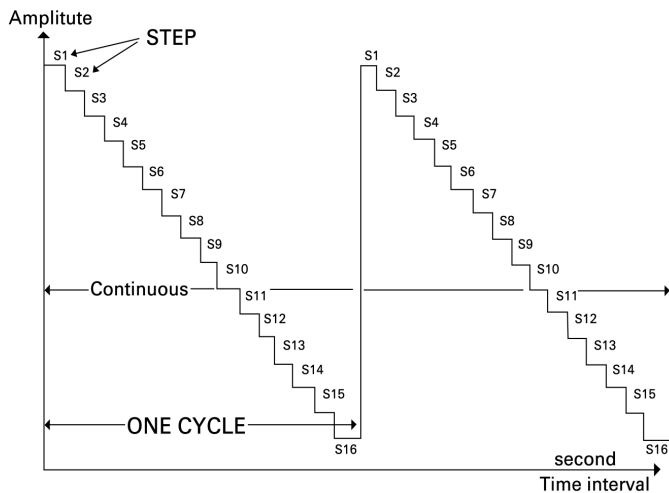 Amplitute
S1 STEP S1
S2 S2
S3 S3
S4 S4
S5 S5
S6 S6
S7 S7
S8 S8
S9 S9
S10 S10
Continuous S11 S11
S12 S12
S13 S13
S14 S14
S15 S15
ONE CYCLE
S16 S16
second
Time interval